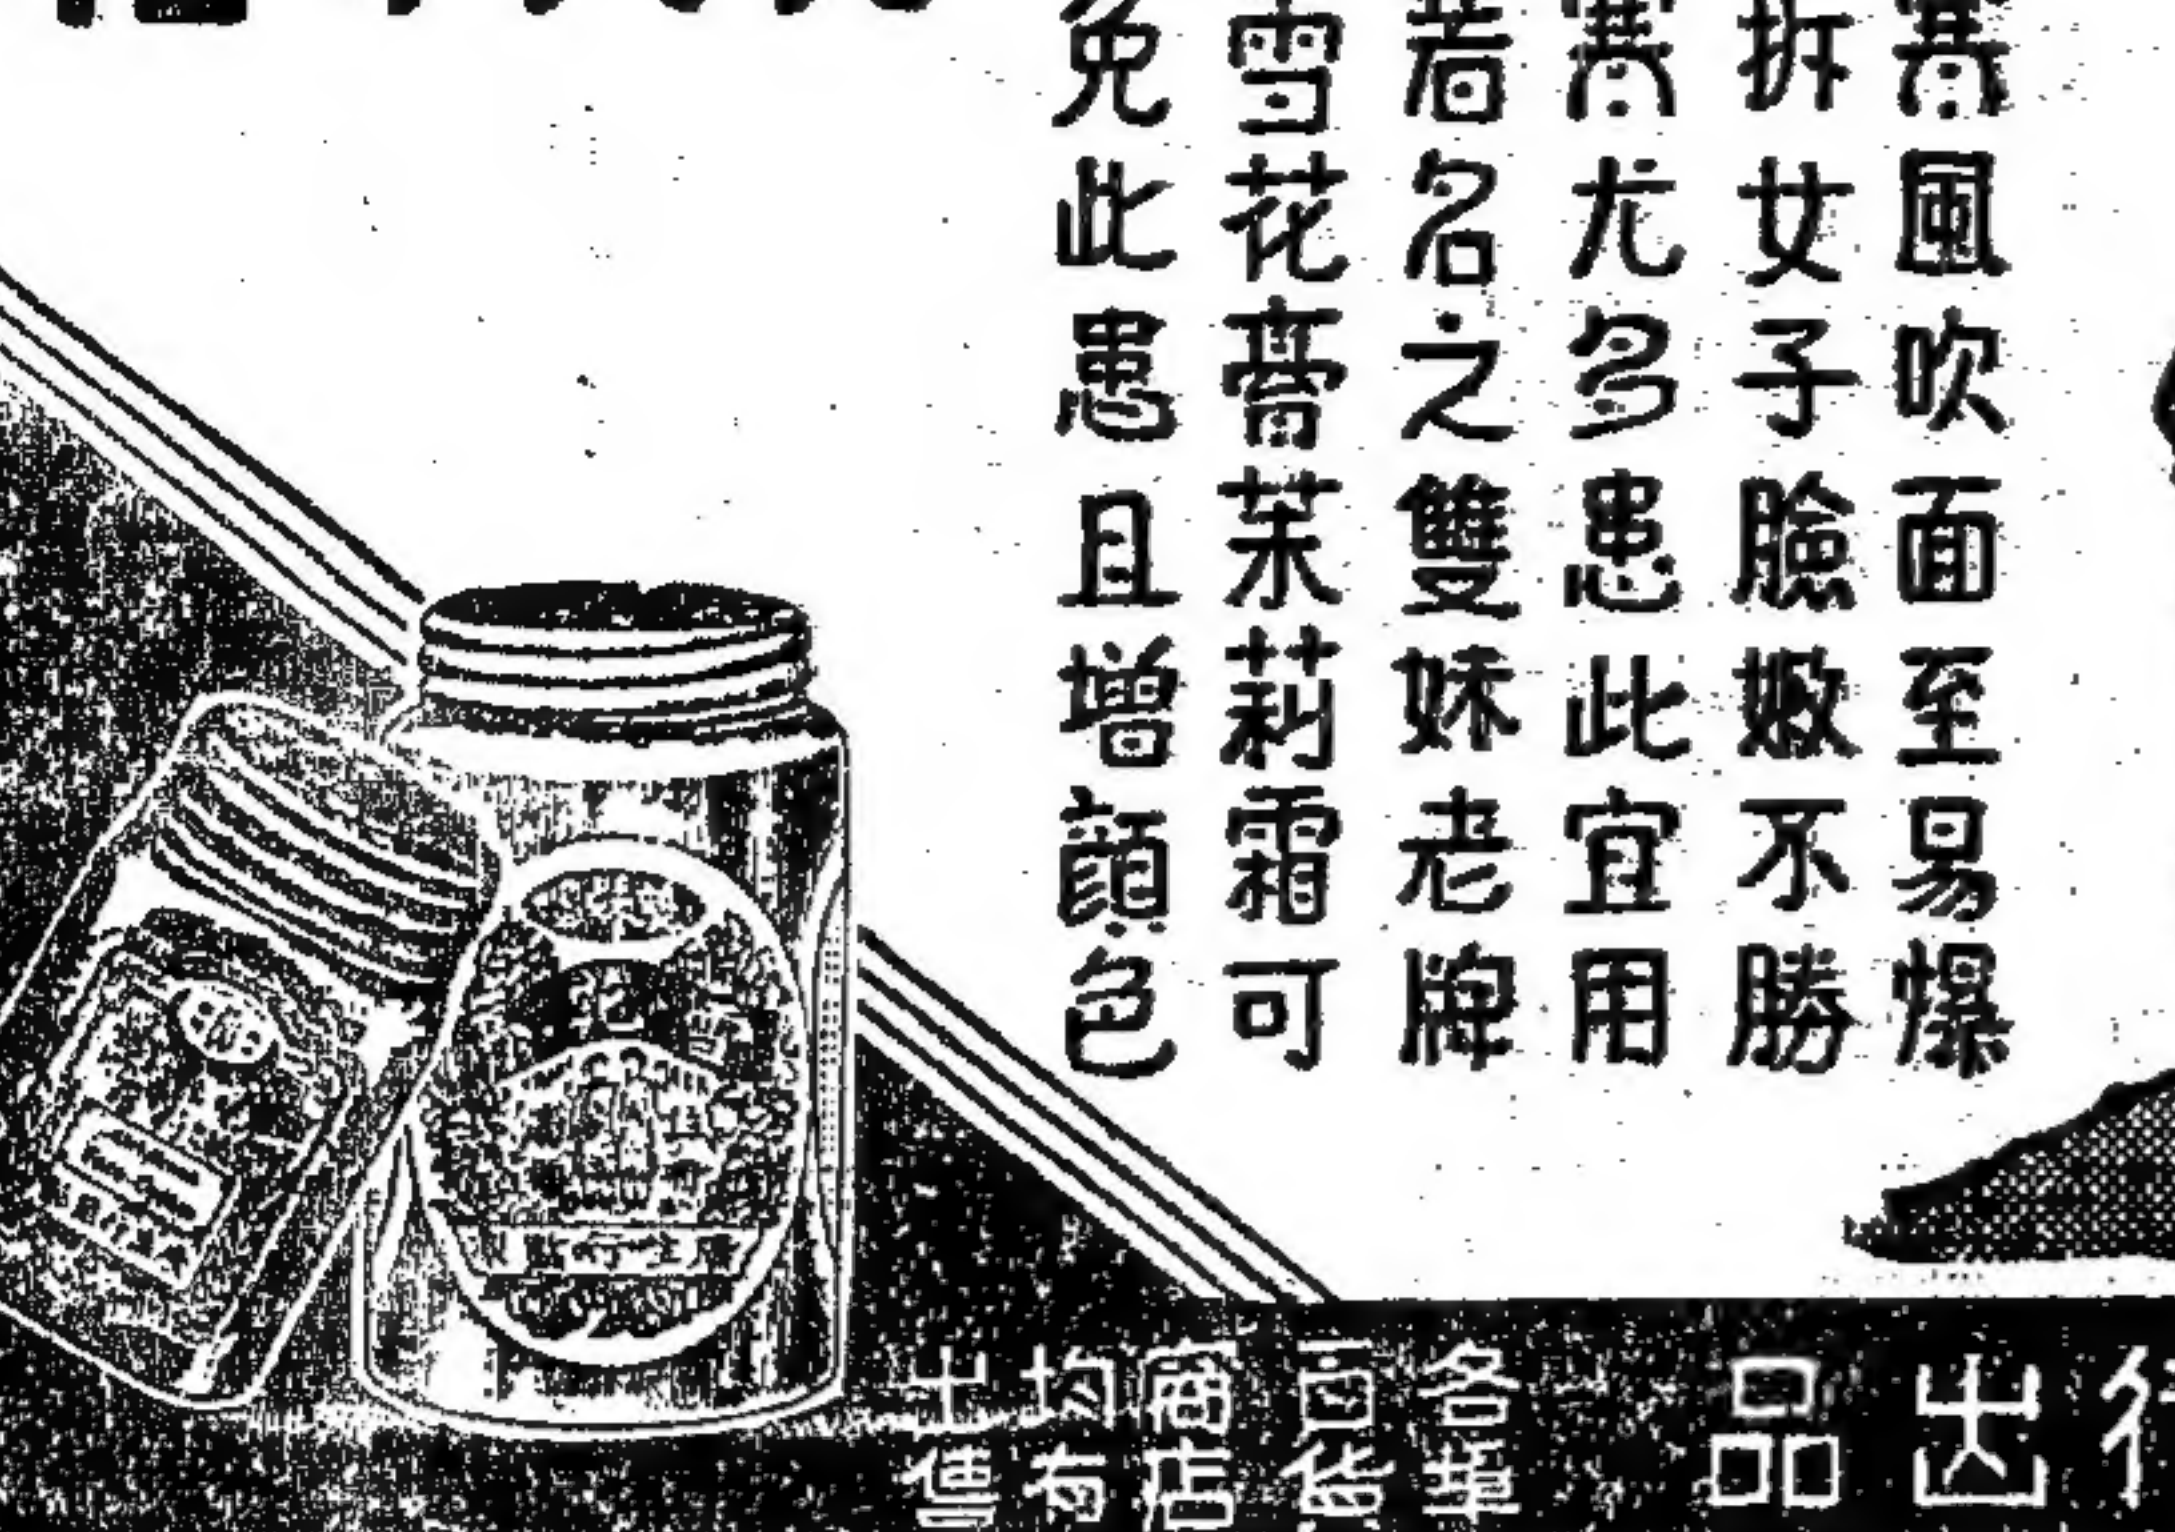 寒風吹面至易爆
拆女子臉嫩不勝
寒尤多患此宜用
着名之雙妹老牌
雪花膏茉莉霜可
免此患且增顏色
行出品
各埠
百貨
商店
均有
出售